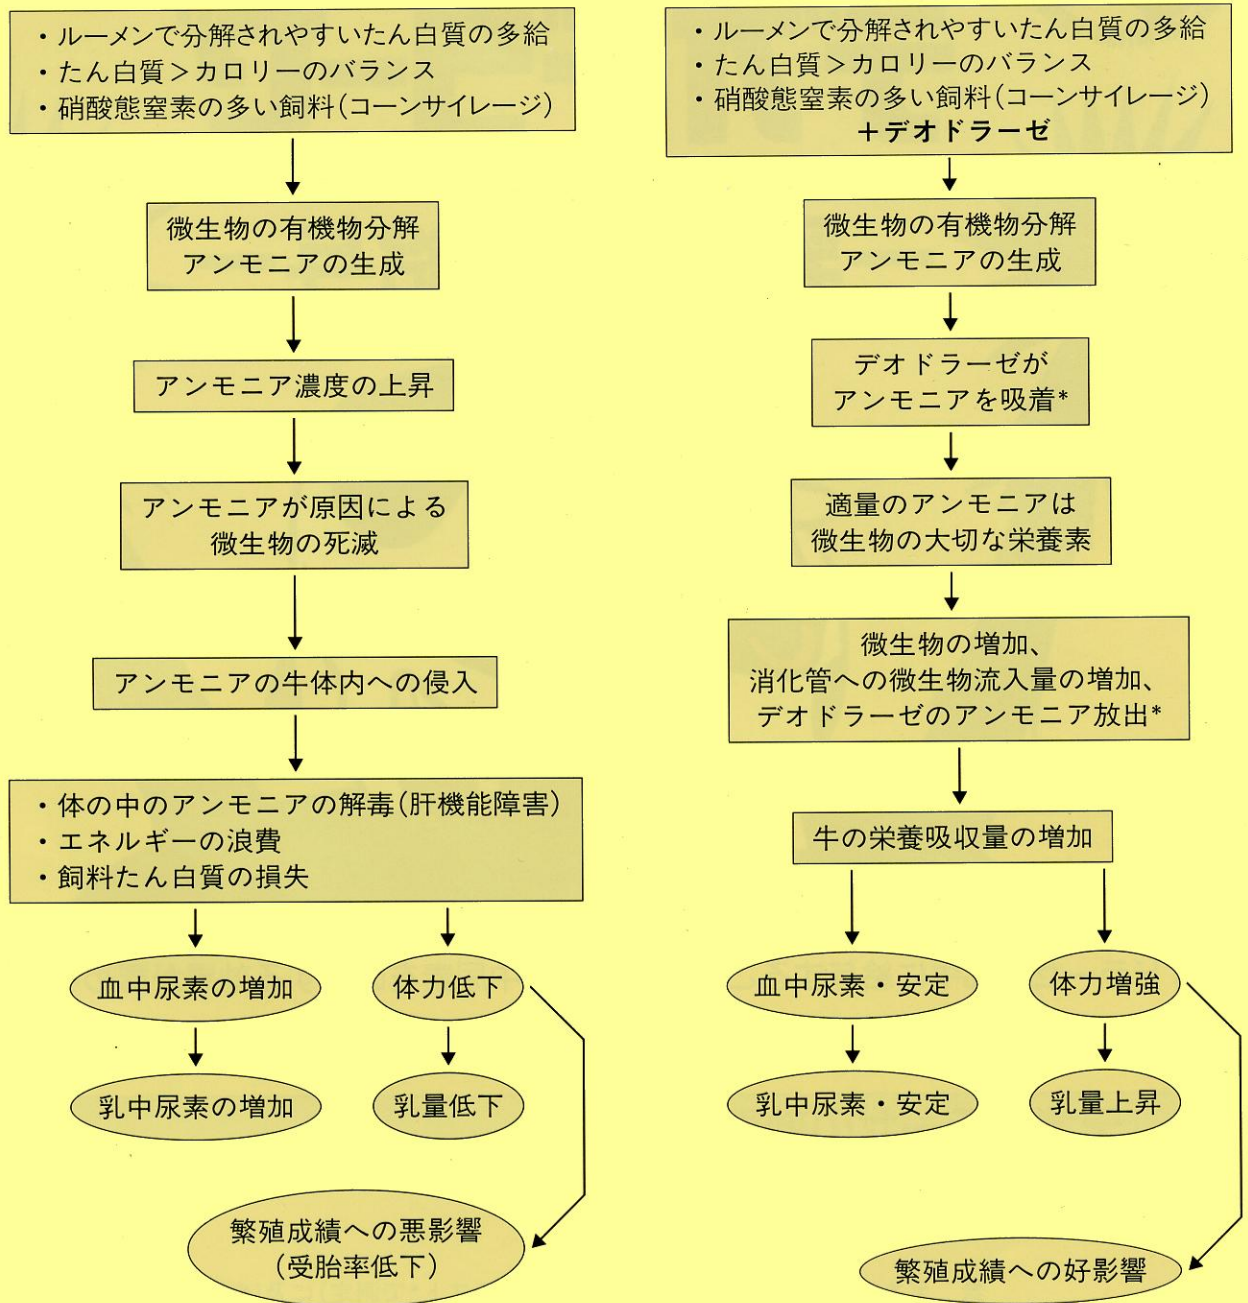 ・ルーメンで分解されやすいたん白質の多給
・たん白質＞カロリーのバランス
・硝酸態窒素の多い飼料(コーンサイレージ)
微生物の有機物分解
アンモニアの生成
アンモニア濃度の上昇
アンモニアが原因による
微生物の死滅
アンモニアの牛体内への侵入
・体の中のアンモニアの解毒(肝機能障害)
・エネルギーの浪費
・飼料たん白質の損失
血中尿素の増加
体力低下
乳中尿素の増加
乳量低下
繁殖成績への悪影響
(受胎率低下)
・ルーメンで分解されやすいたん白質の多給
・たん白質＞カロリーのバランス
・硝酸態窒素の多い飼料(コーンサイレージ)
＋デオドラーゼ
微生物の有機物分解
アンモニアの生成
デオドラーゼが
アンモニアを吸着*
適量のアンモニアは
微生物の大切な栄養素
微生物の増加、
消化管への微生物流入量の増加、
デオドラーゼのアンモニア放出*
牛の栄養吸収量の増加
血中尿素・安定
体力増強
乳中尿素・安定
乳量上昇
繁殖成績への好影響